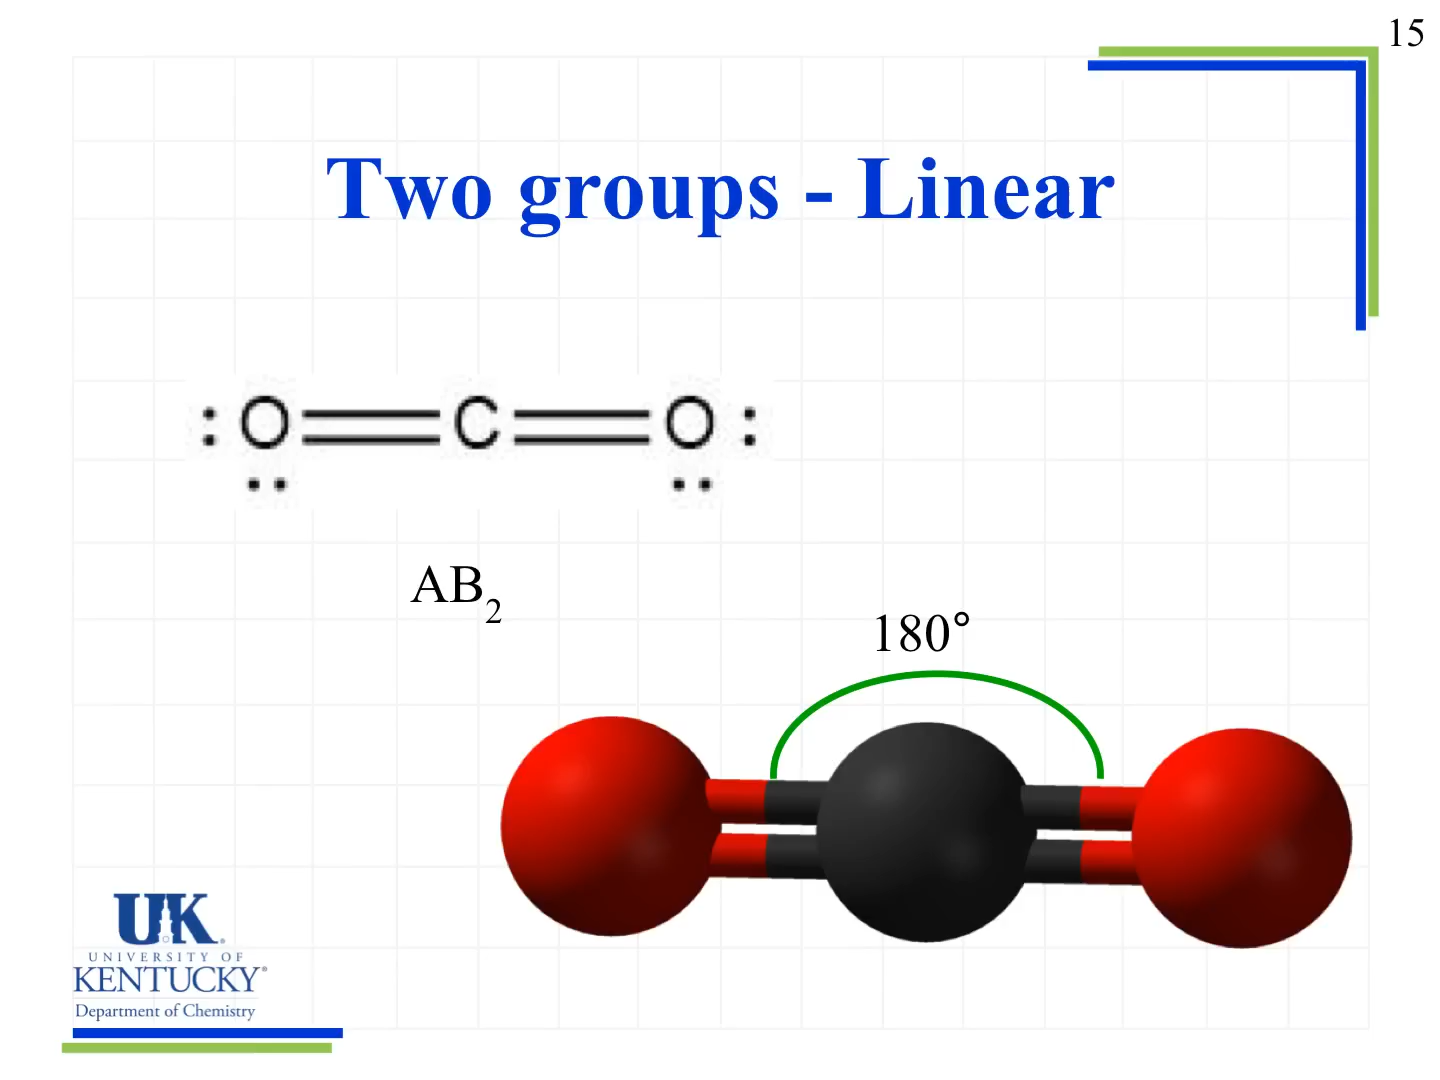 15
Two groups - Linear
:O=C=O:
.. ..
AB₂
180°
UK
UNIVERSITY OF
KENTUCKY®
Department of Chemistry